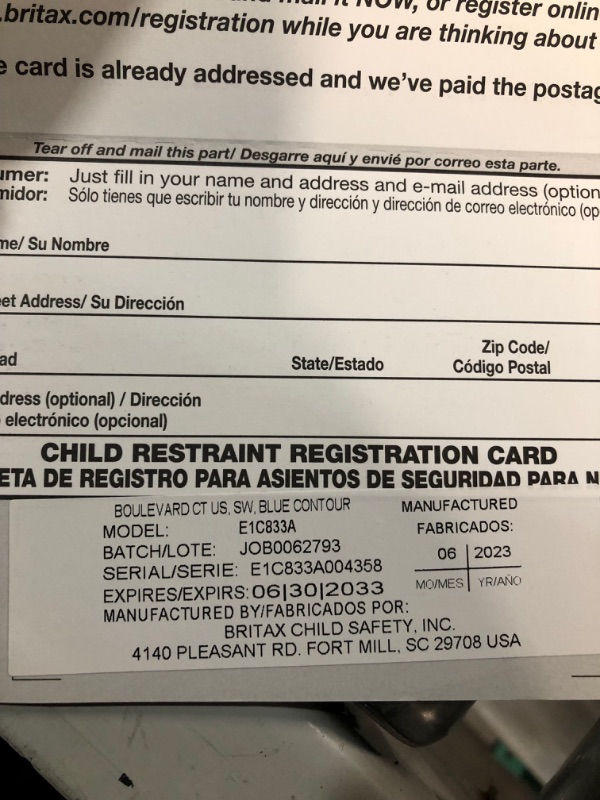 it NOW, or register onlin
.britax.com/registration while you are thinking about
e card is already addressed and we've paid the postag
Tear off and mail this part/ Desgarre aquí y envié por correo esta parte.
umer: Just fill in your name and address and e-mail address (option
midor: Sólo tienes que escribir tu nombre y dirección y dirección de correo electrónico (op
me/ Su Nombre
eet Address/ Su Dirección
ad State/Estado Zip Code/
Código Postal
dress (optional) / Dirección
electrónico (opcional)
CHILD RESTRAINT REGISTRATION CARD
ETA DE REGISTRO PARA ASIENTOS DE SEGURIDAD PARA N
BOULEVARD CT US, SW, BLUE CONTOUR
MODEL: E1C833A
BATCH/LOTE: JOB0062793
SERIAL/SERIE: E1C833A004358
EXPIRES/EXPIRS: 06|30|2033
MANUFACTURED
FABRICADOS:
06 | 2023
MO/MES | YR/AÑO
MANUFACTURED BY/FABRICADOS POR:
BRITAX CHILD SAFETY, INC.
4140 PLEASANT RD. FORT MILL, SC 29708 USA